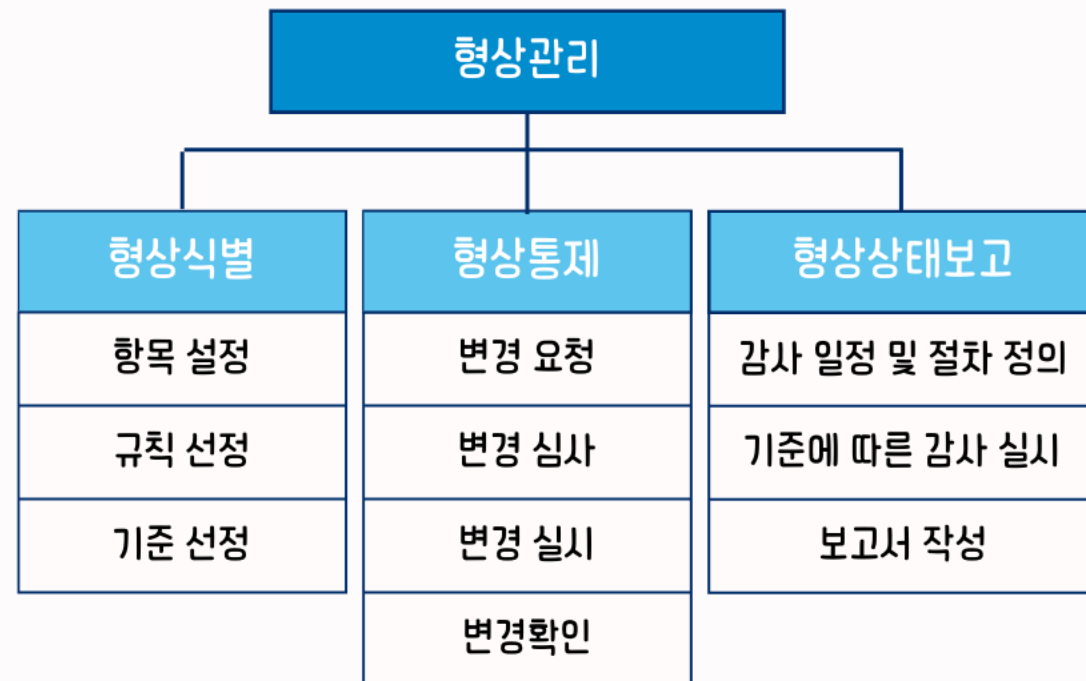 형상관리
형상식별
항목 설정
규칙 선정
기준 선정
형상통제
변경 요청
변경 심사
변경 실시
변경확인
형상상태보고
감사 일정 및 절차 정의
기준에 따른 감사 실시
보고서 작성